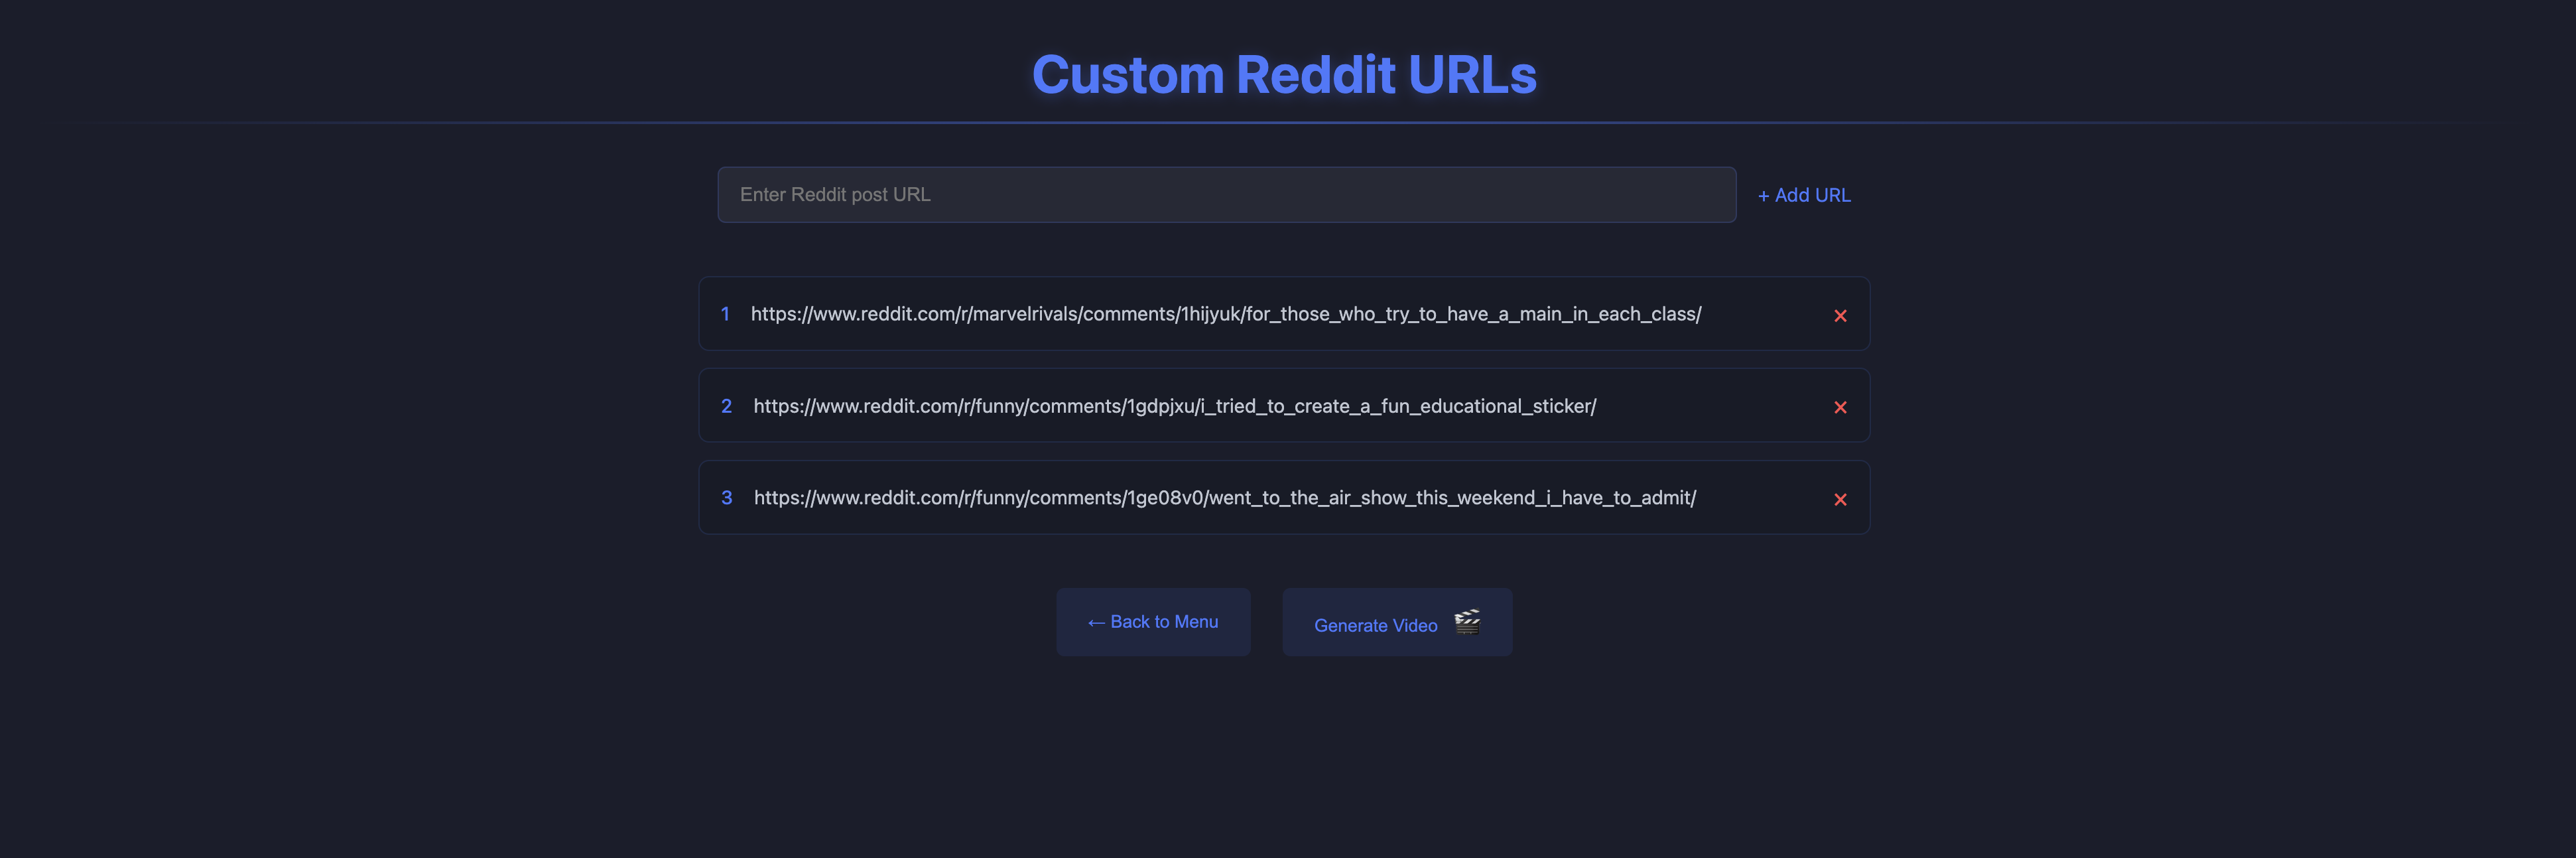 Custom Reddit URLs
Enter Reddit post URL
+ Add URL
1 https://www.reddit.com/r/marvelrivals/comments/1hijyuk/for_those_who_try_to_have_a_main_in_each_class/ ×
2 https://www.reddit.com/r/funny/comments/1gdpjxu/i_tried_to_create_a_fun_educational_sticker/ ×
3 https://www.reddit.com/r/funny/comments/1ge08v0/went_to_the_air_show_this_weekend_i_have_to_admit/ ×
← Back to Menu
Generate Video 🎬